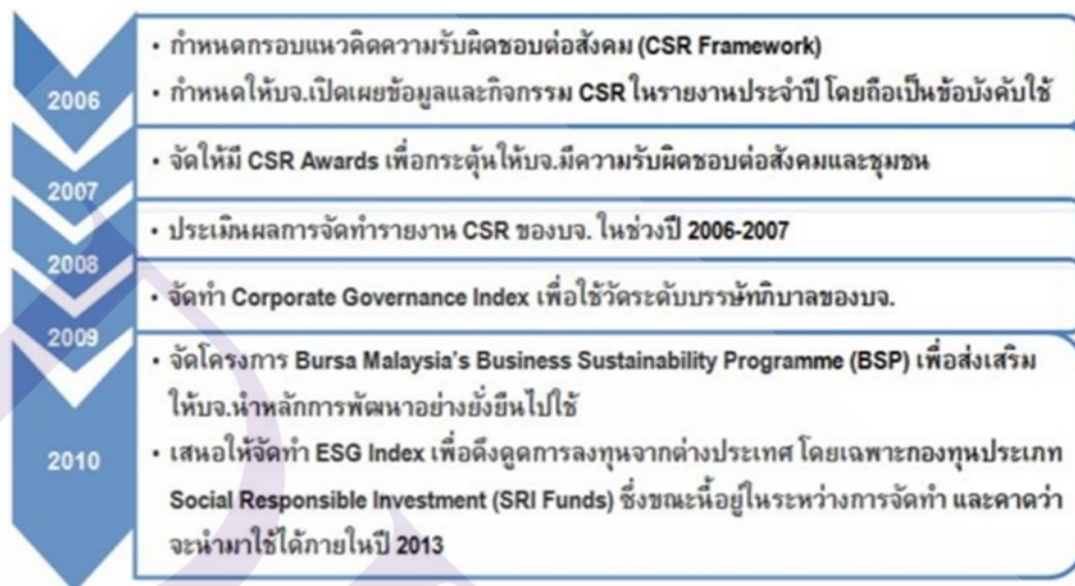 2006
• กำหนดกรอบแนวคิดความรับผิดชอบต่อสังคม (CSR Framework)
• กำหนดให้บจ.เปิดเผยข้อมูลและกิจกรรม CSR ในรายงานประจำปี โดยถือเป็นข้อบังคับใช้
2007
• จัดให้มี CSR Awards เพื่อกระตุ้นให้บจ.มีความรับผิดชอบต่อสังคมและชุมชน
2008
• ประเมินผลการจัดทำรายงาน CSR ของบจ. ในช่วงปี 2006-2007
2009
• จัดทำ Corporate Governance Index เพื่อใช้วัดระดับบรรษัทภิบาลของบจ.
2010
• จัดโครงการ Bursa Malaysia's Business Sustainability Programme (BSP) เพื่อส่งเสริม
ให้บจ.นำหลักการพัฒนาอย่างยั่งยืนไปใช้
• เสนอให้จัดทำ ESG Index เพื่อดึงดูดการลงทุนจากต่างประเทศ โดยเฉพาะกองทุนประเภท
Social Responsible Investment (SRI Funds) ซึ่งขณะนี้อยู่ในระหว่างการจัดทำ และคาดว่า
จะนำมาใช้ได้ภายในปี 2013